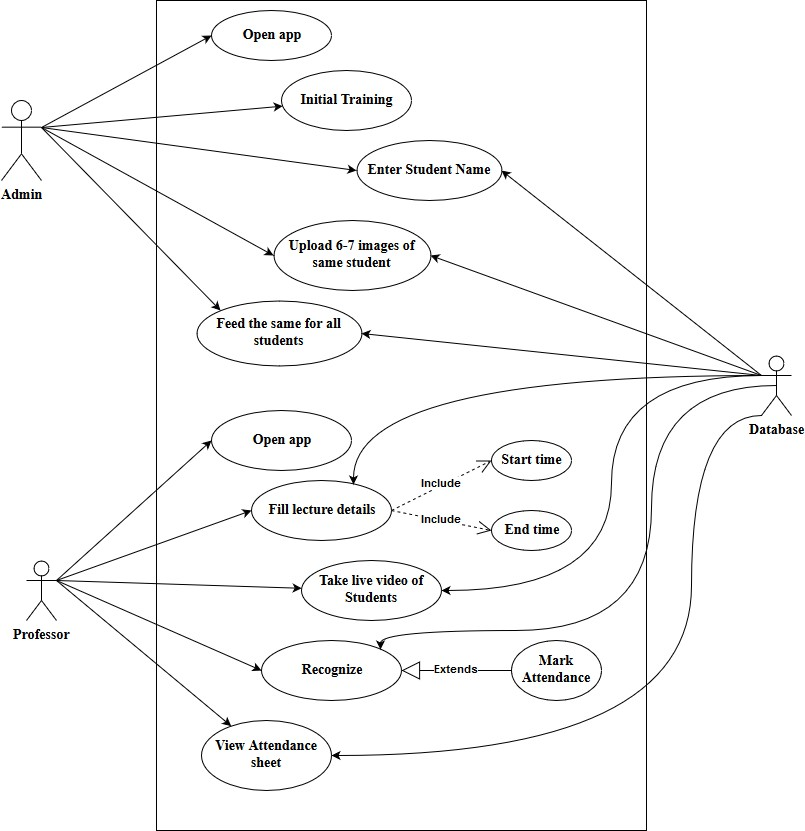 Open app
Initial Training
Enter Student Name
Admin
Upload 6-7 images of
same student
Feed the same for all
students
Database
Open app
Start time
Include
Fill lecture details
Include
End time
Take live video of
Students
Professor
Recognize
Extends
Mark
Attendance
View Attendance
sheet